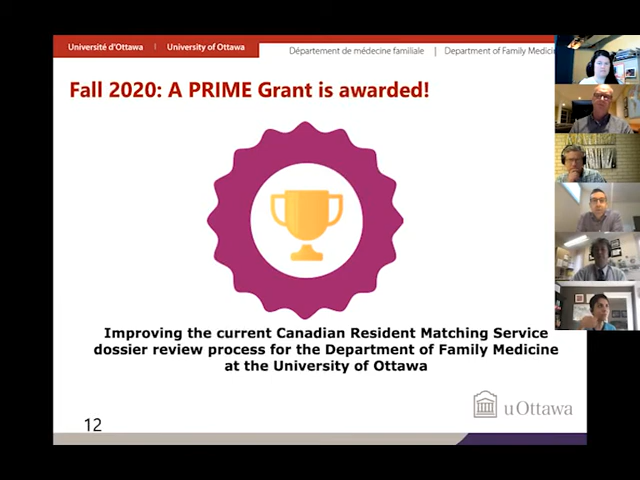 Université d'Ottawa | University of Ottawa
Département de médecine familiale | Department of Family Medicin
Fall 2020: A PRIME Grant is awarded!
Improving the current Canadian Resident Matching Service
dossier review process for the Department of Family Medicine
at the University of Ottawa
uOttawa
12